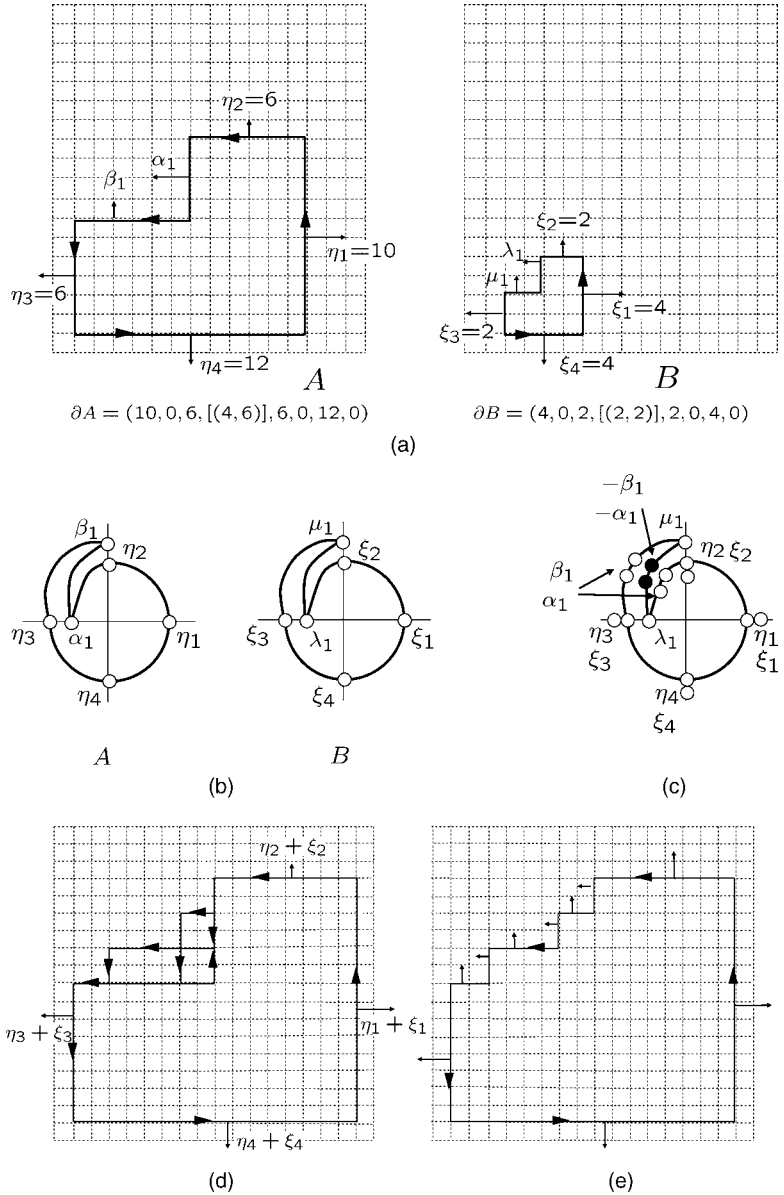 η₂=6
α₁
β₁
η₁=10
η₃=6
η₄=12
A
∂A = (10, 0, 6, [(4, 6)], 6, 0, 12, 0)
ξ₂=2
λ₁
μ₁
ξ₁=4
ξ₃=2
ξ₄=4
B
∂B = (4, 0, 2, [(2, 2)], 2, 0, 4, 0)
(a)
β₁
η₂
η₃
α₁
η₁
η₄
A
μ₁
ξ₂
ξ₃
λ₁
ξ₁
ξ₄
B
(b)
−β₁
−α₁
μ₁
η₂ ξ₂
β₁
α₁
η₃
ξ₃
λ₁
η₁
ξ₁
η₄
ξ₄
(c)
η₂ + ξ₂
η₃ + ξ₃
η₁ + ξ₁
η₄ + ξ₄
(d)
(e)